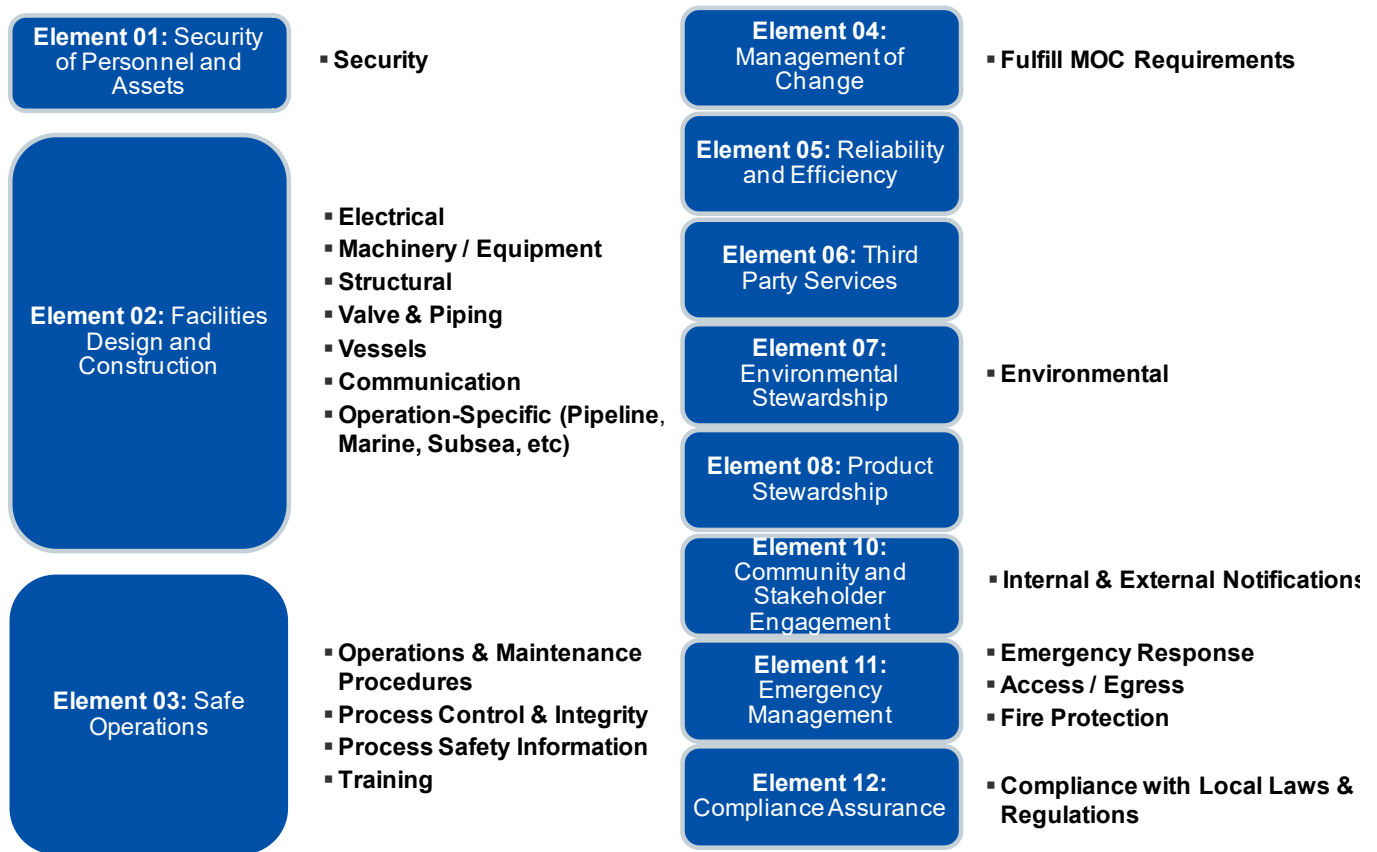 Element 01: Security
of Personnel and
Assets
▪ Security
Element 02: Facilities
Design and
Construction
▪ Electrical
▪ Machinery / Equipment
▪ Structural
▪ Valve & Piping
▪ Vessels
▪ Communication
▪ Operation-Specific (Pipeline,
Marine, Subsea, etc)
Element 03: Safe
Operations
▪ Operations & Maintenance
Procedures
▪ Process Control & Integrity
▪ Process Safety Information
▪ Training
Element 04:
Management of
Change
▪ Fulfill MOC Requirements
Element 05: Reliability
and Efficiency
Element 06: Third
Party Services
Element 07:
Environmental
Stewardship
▪ Environmental
Element 08: Product
Stewardship
Element 10:
Community and
Stakeholder
Engagement
▪ Internal & External Notifications
Element 11:
Emergency
Management
▪ Emergency Response
▪ Access / Egress
▪ Fire Protection
Element 12:
Compliance Assurance
▪ Compliance with Local Laws &
Regulations